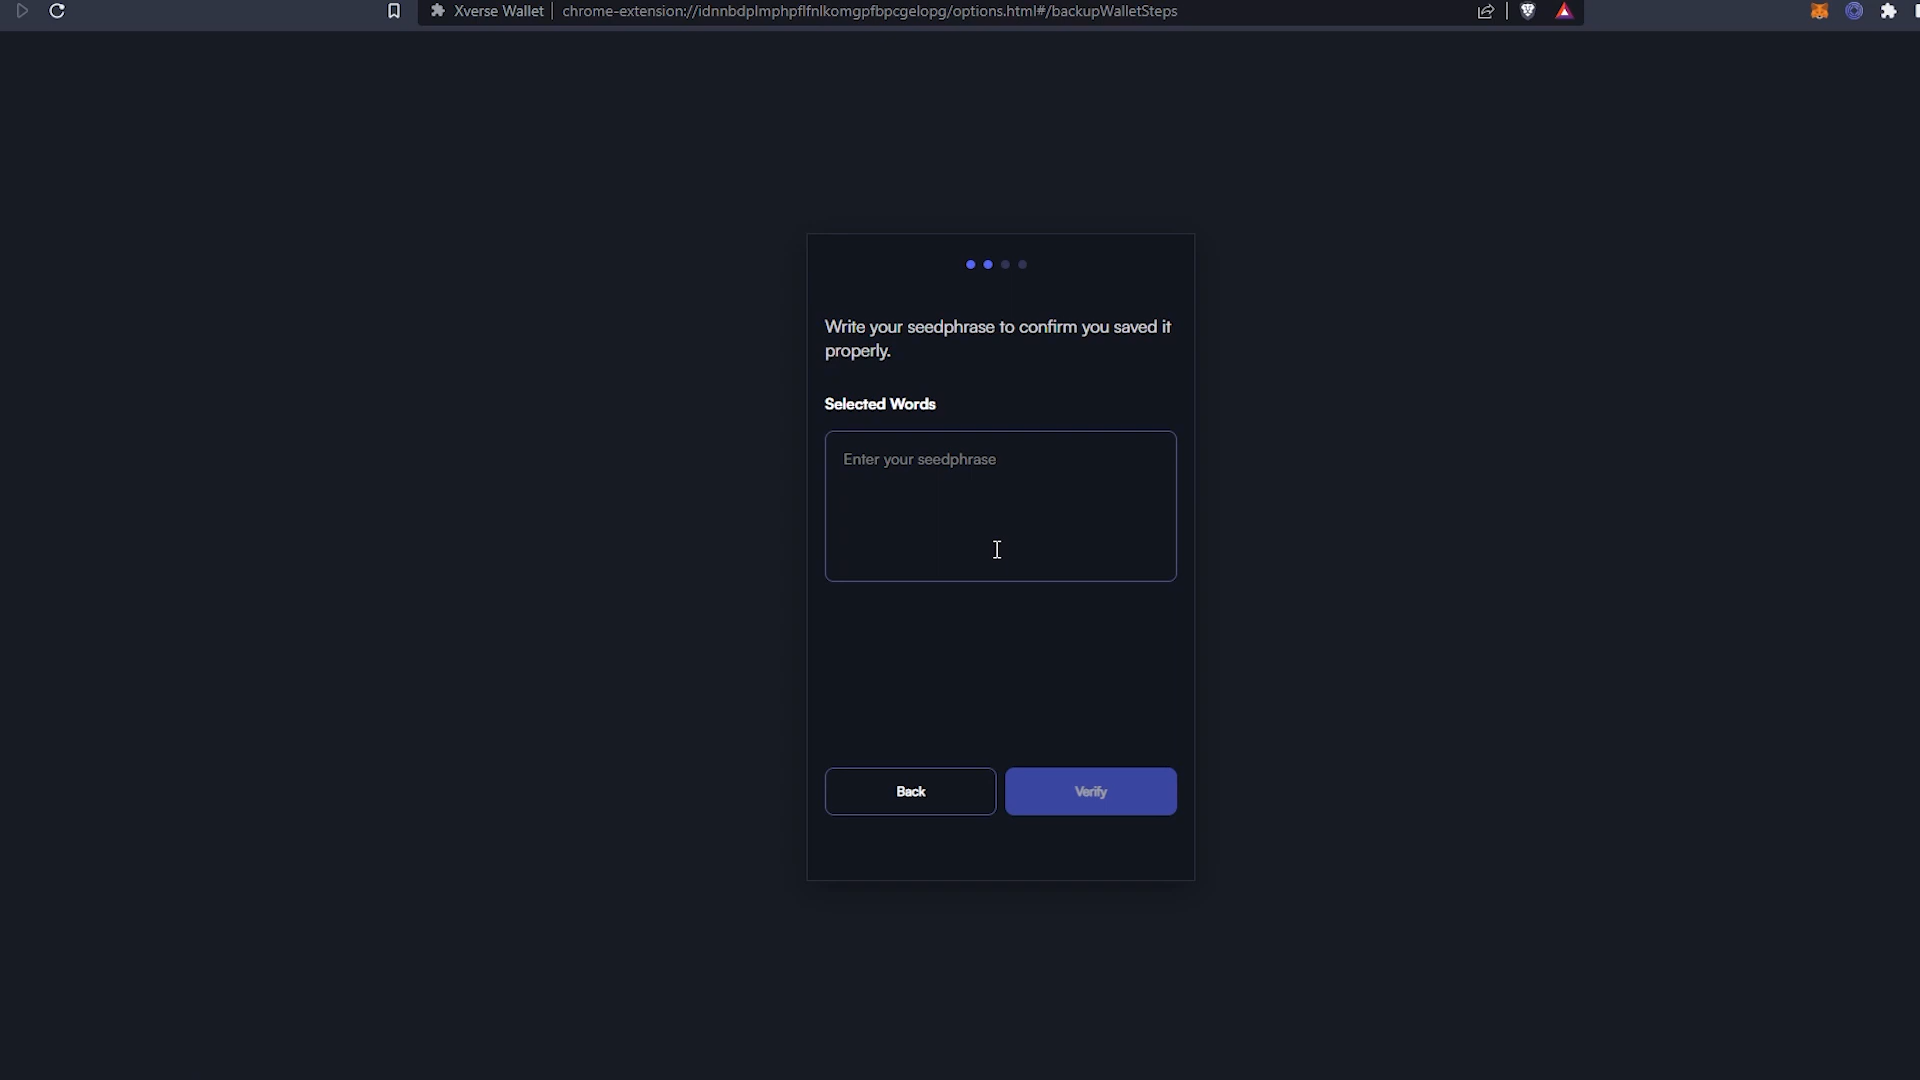 Xverse Wallet | chrome-extension://idnnbdplmphpflfnlkomgpfbpcgelopg/options.html#/backupWalletSteps
Write your seedphrase to confirm you saved it
properly.
Selected Words
Enter your seedphrase
Back
Verify